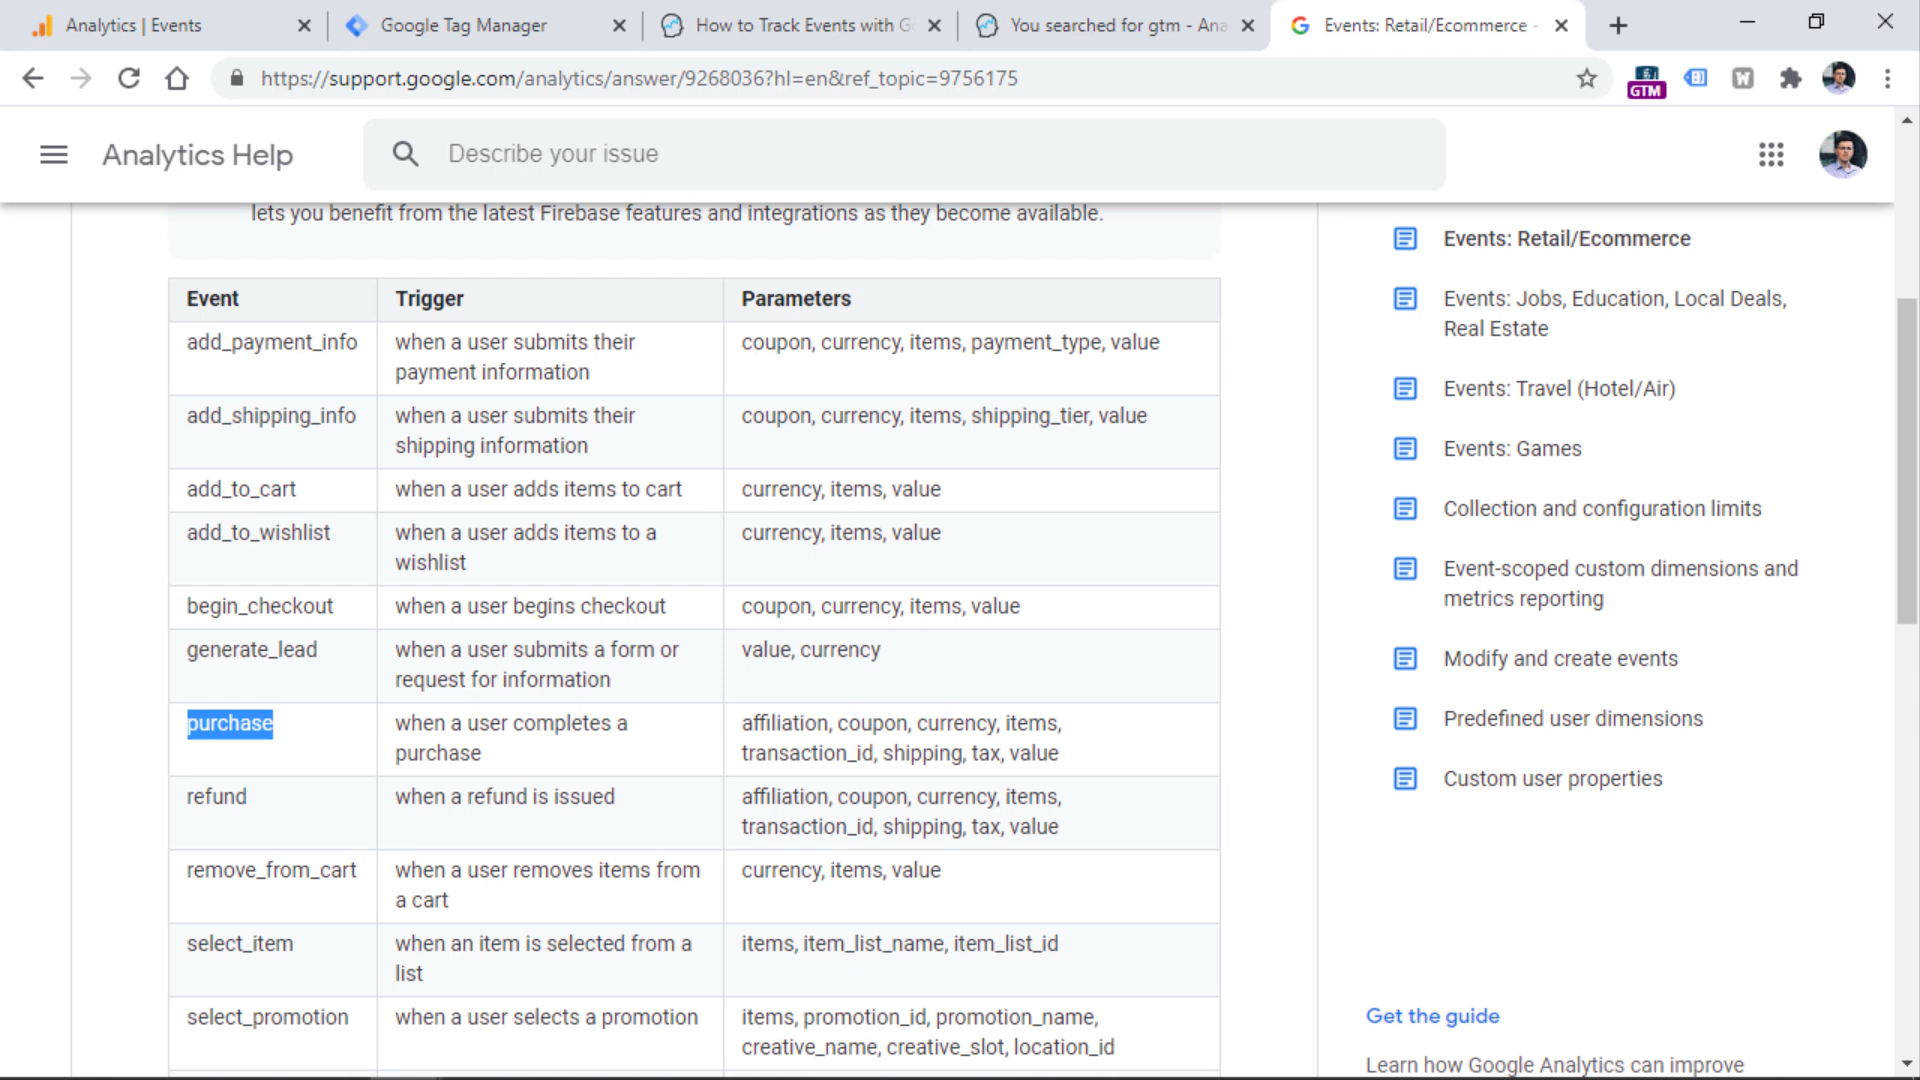 Analytics | Events
Google Tag Manager
How to Track Events with G
You searched for gtm - Ana
Events: Retail/Ecommerce -
https://support.google.com/analytics/answer/9268036?hl=en&ref_topic=9756175
GTM
W
Analytics Help
Describe your issue
lets you benefit from the latest Firebase features and integrations as they become available.
Event Trigger Parameters
add_payment_info when a user submits their coupon, currency, items, payment_type, value
payment information
add_shipping_info when a user submits their coupon, currency, items, shipping_tier, value
shipping information
add_to_cart when a user adds items to cart currency, items, value
add_to_wishlist when a user adds items to a currency, items, value
wishlist
begin_checkout when a user begins checkout coupon, currency, items, value
generate_lead when a user submits a form or value, currency
request for information
purchase when a user completes a affiliation, coupon, currency, items,
purchase transaction_id, shipping, tax, value
refund when a refund is issued affiliation, coupon, currency, items,
transaction_id, shipping, tax, value
remove_from_cart when a user removes items from currency, items, value
a cart
select_item when an item is selected from a items, item_list_name, item_list_id
list
select_promotion when a user selects a promotion items, promotion_id, promotion_name,
creative_name, creative_slot, location_id
Events: Retail/Ecommerce
Events: Jobs, Education, Local Deals,
Real Estate
Events: Travel (Hotel/Air)
Events: Games
Collection and configuration limits
Event-scoped custom dimensions and
metrics reporting
Modify and create events
Predefined user dimensions
Custom user properties
Get the guide
Learn how Google Analytics can improve